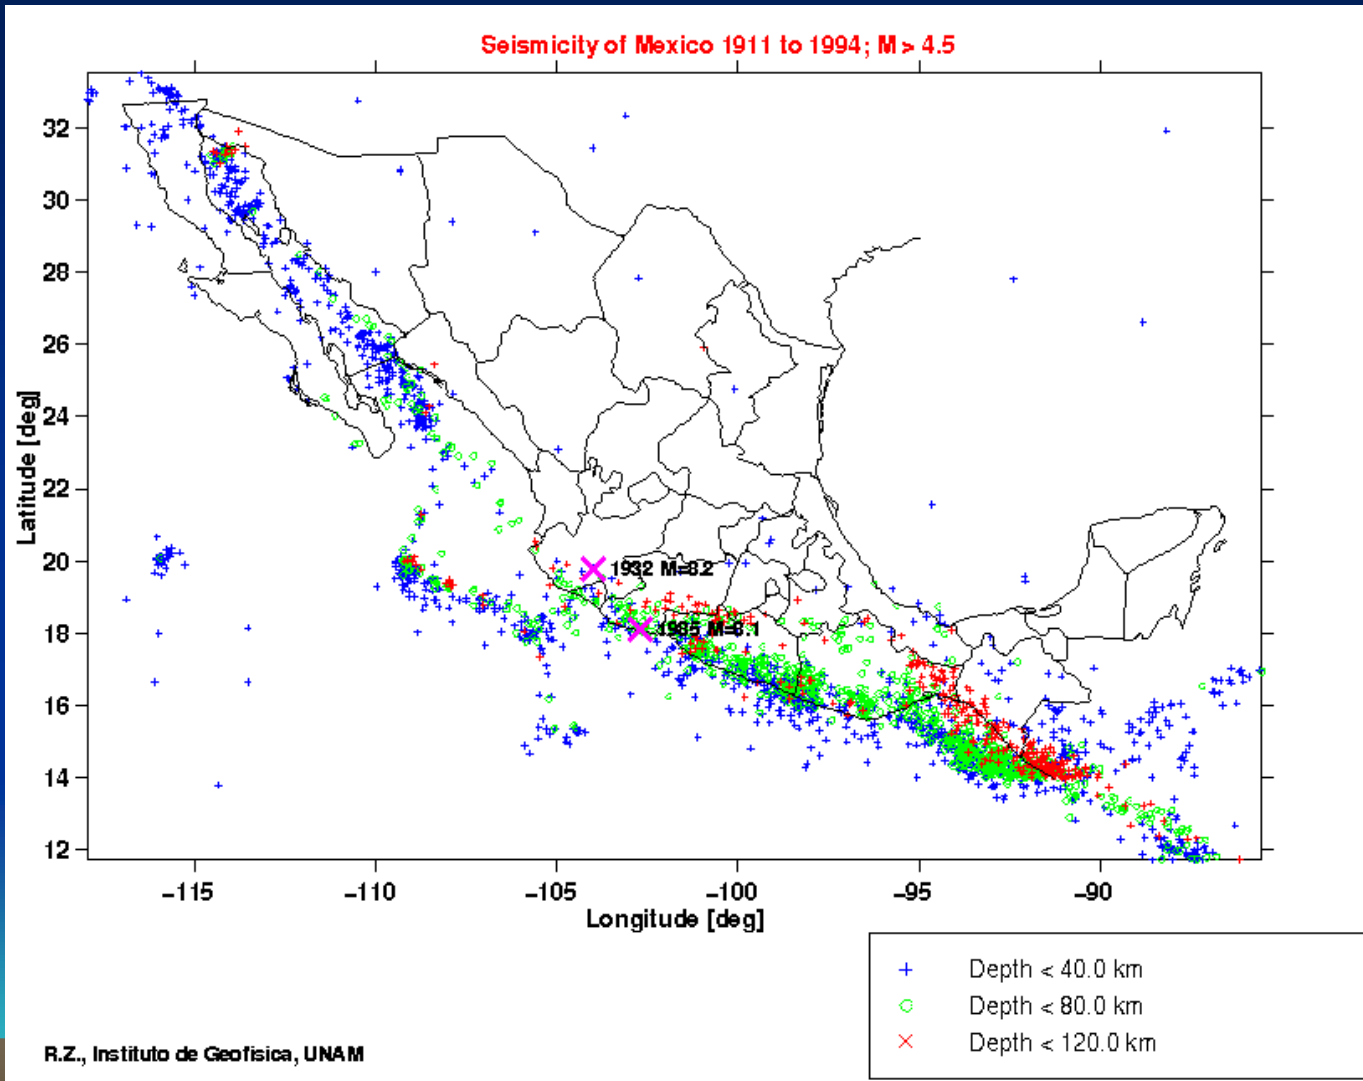 Seismicity of Mexico 1911 to 1994; M > 4.5
32
30
28
26
24
22
20
18
16
14
12
Latitude [deg]
1932 M=8.2
1985 M=8.1
-115 -110 -105 -100 -95 -90
Longitude [deg]
Depth < 40.0 km
Depth < 80.0 km
Depth < 120.0 km
R.Z., Instituto de Geofisica, UNAM